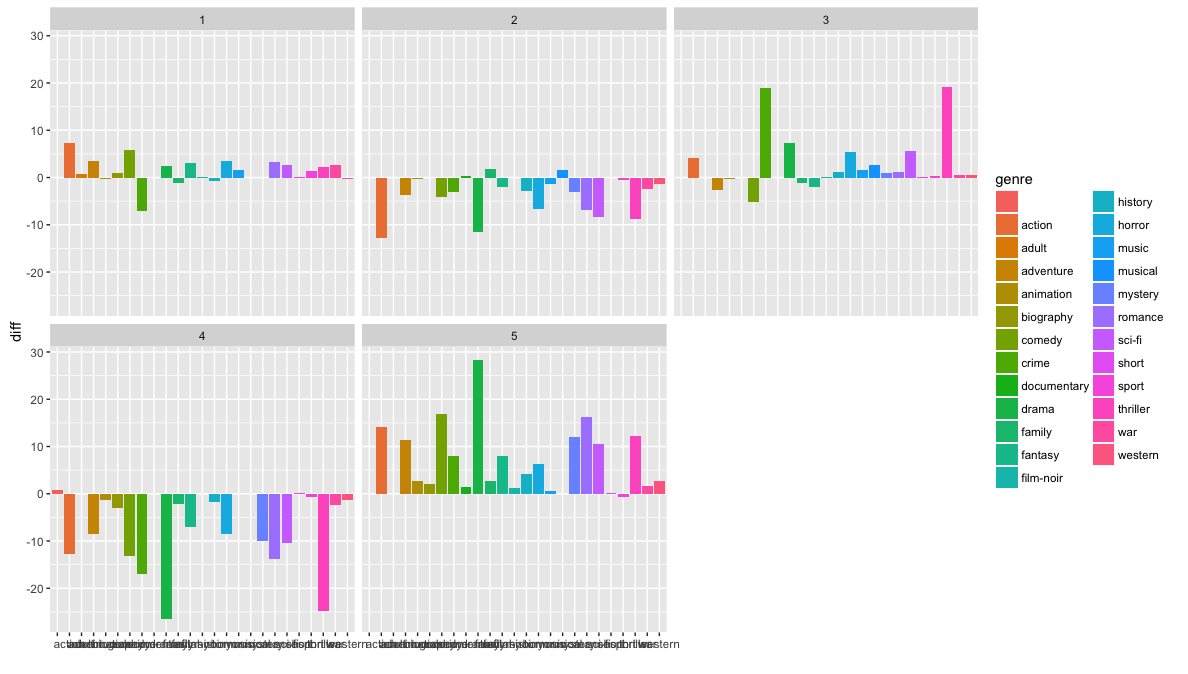 1
2
3
30
20
10
0
-10
-20
diff
4
5
30
20
10
0
-10
-20
genre
action
adult
adventure
animation
biography
comedy
crime
documentary
drama
family
fantasy
film-noir
history
horror
music
musical
mystery
romance
sci-fi
short
sport
thriller
war
western